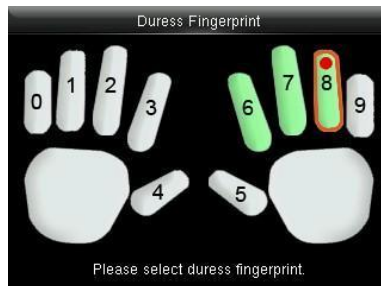 Duress Fingerprint
0 1 2 3 4 5 6 7 8 9
Please select duress fingerprint.